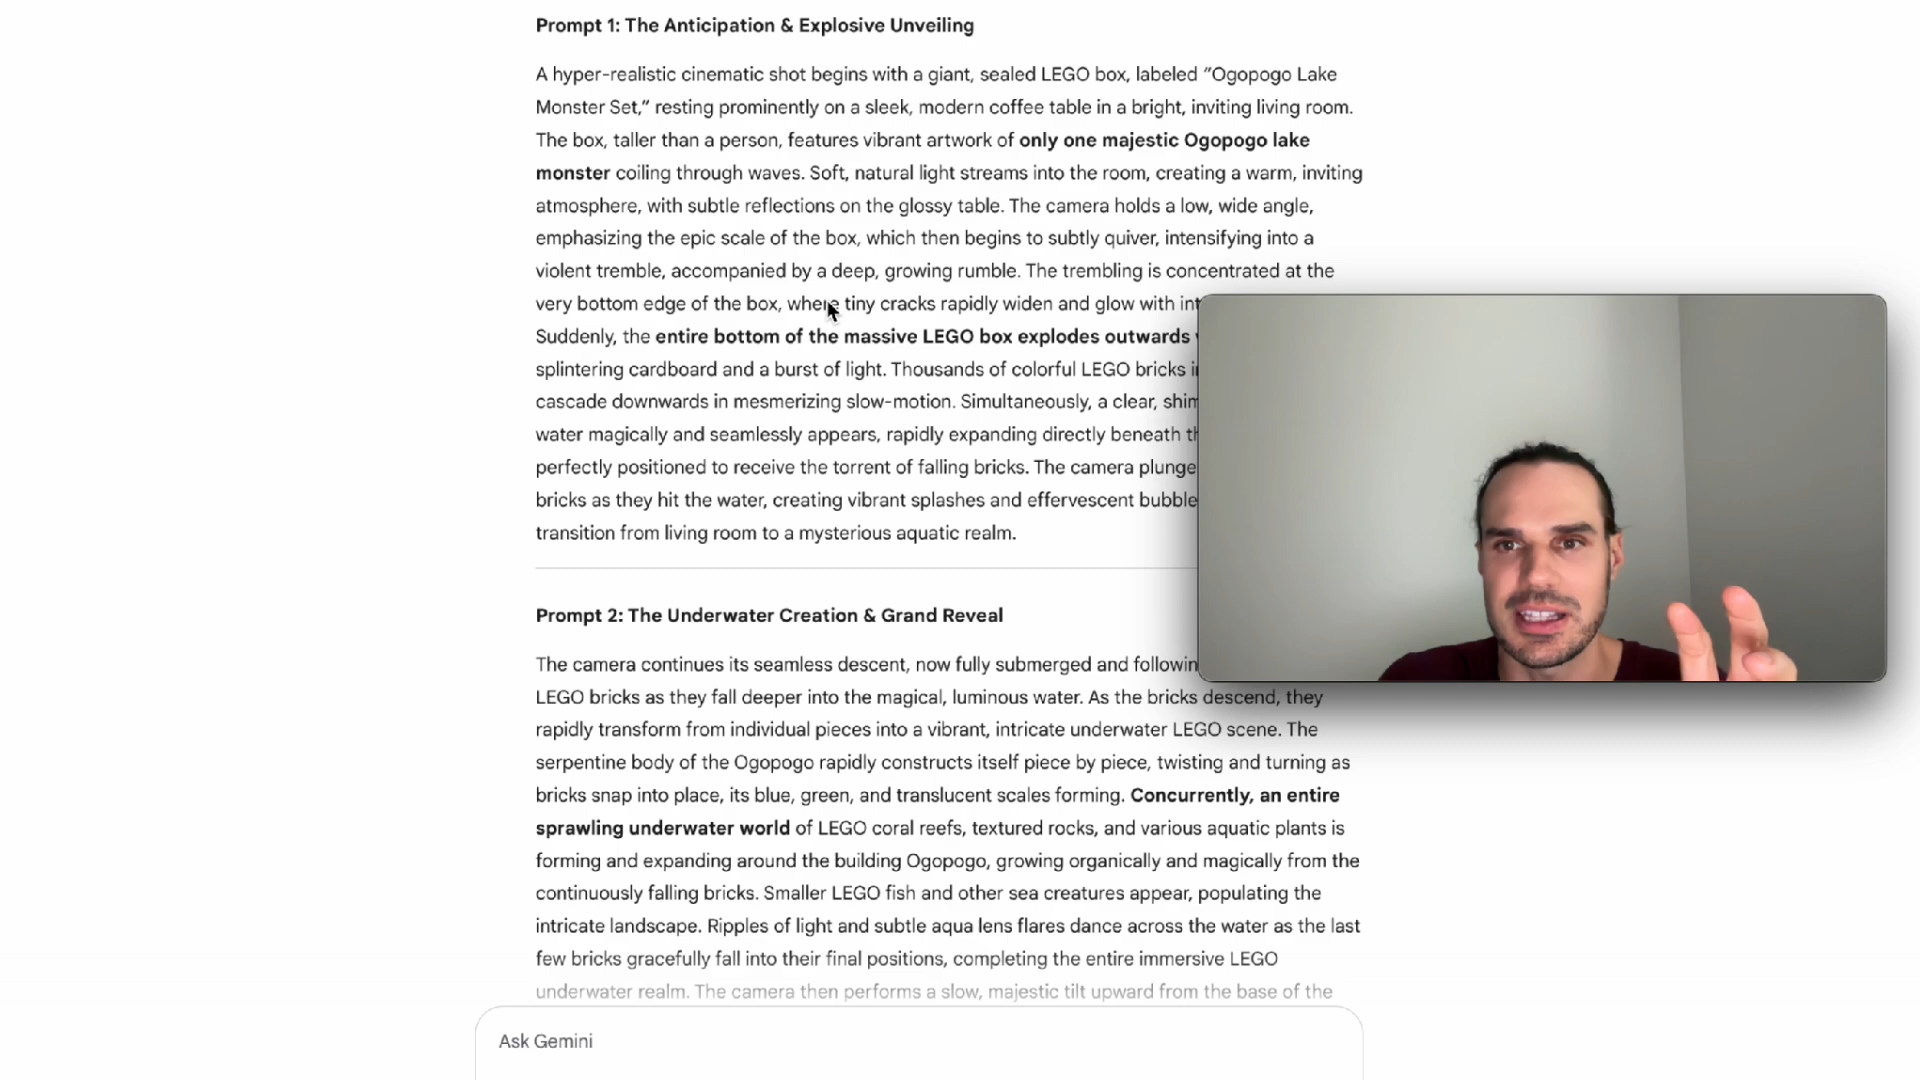 Prompt 1: The Anticipation & Explosive Unveiling
A hyper-realistic cinematic shot begins with a giant, sealed LEGO box, labeled “Ogopogo Lake
Monster Set,” resting prominently on a sleek, modern coffee table in a bright, inviting living room.
The box, taller than a person, features vibrant artwork of only one majestic Ogopogo lake
monster coiling through waves. Soft, natural light streams into the room, creating a warm, inviting
atmosphere, with subtle reflections on the glossy table. The camera holds a low, wide angle,
emphasizing the epic scale of the box, which then begins to subtly quiver, intensifying into a
violent tremble, accompanied by a deep, growing rumble. The trembling is concentrated at the
very bottom edge of the box, where tiny cracks rapidly widen and glow with
Suddenly, the entire bottom of the massive LEGO box explodes outwards
splintering cardboard and a burst of light. Thousands of colorful LEGO bricks
cascade downwards in mesmerizing slow-motion. Simultaneously, a clear,
water magically and seamlessly appears, rapidly expanding directly beneath
perfectly positioned to receive the torrent of falling bricks. The camera
bricks as they hit the water, creating vibrant splashes and effervescent
transition from living room to a mysterious aquatic realm.
Prompt 2: The Underwater Creation & Grand Reveal
The camera continues its seamless descent, now fully submerged and
LEGO bricks as they fall deeper into the magical, luminous water. As the bricks descend, they
rapidly transform from individual pieces into a vibrant, intricate underwater LEGO scene. The
serpentine body of the Ogopogo rapidly constructs itself piece by piece, twisting and turning as
bricks snap into place, its blue, green, and translucent scales forming. Concurrently, an entire
sprawling underwater world of LEGO coral reefs, textured rocks, and various aquatic plants is
forming and expanding around the building Ogopogo, growing organically and magically from the
continuously falling bricks. Smaller LEGO fish and other sea creatures appear, populating the
intricate landscape. Ripples of light and subtle aqua lens flares dance across the water as the last
few bricks gracefully fall into their final positions, completing the entire immersive LEGO
underwater realm. The camera then performs a slow, majestic tilt upward from the base of the
Ask Gemini